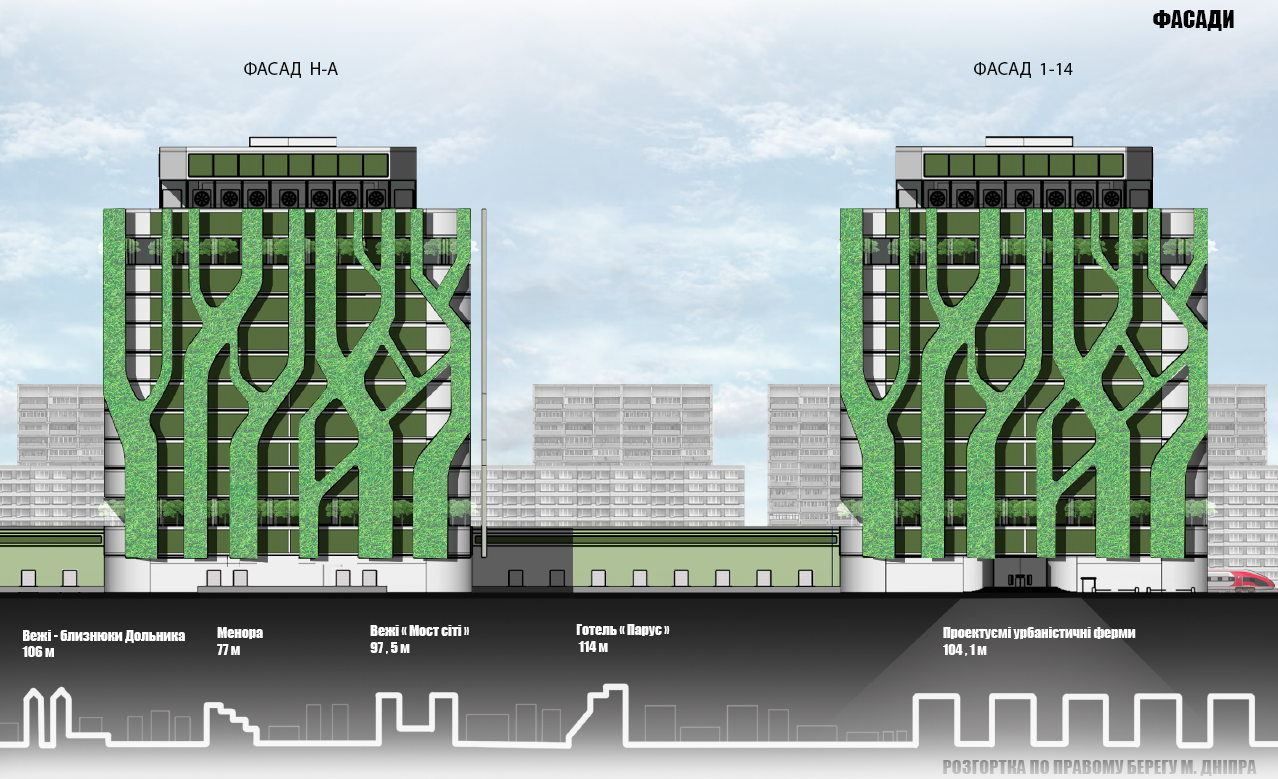 ФАСАДИ
ФАСАД Н-А
ФАСАД 1-14
Вежі - близнюки Дольника
106 м
Менора
77 м
Вежі « Мост сіті »
97 , 5 м
Готель « Парус »
114 м
Проектуємі урбаністичні ферми
104 , 1 м
РОЗГОРТКА ПО ПРАВОМУ БЕРЕГУ М. ДНІПРА